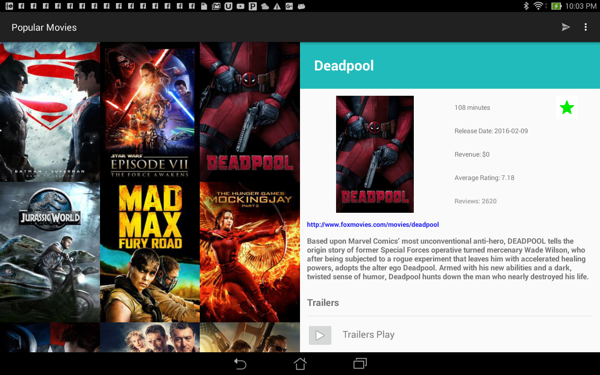 10:03 PM
Popular Movies
BATMAN v SUPERMAN
STAR WARS
EPISODE VII
THE FORCE AWAKENS
DEADPOOL
JURASSIC WORLD
MAD
MAX
FURY ROAD
THE HUNGER GAMES
MOCKINGJAY
PART 2
Deadpool
DEADPOOL
108 minutes
Release Date: 2016-02-09
Revenue: $0
Average Rating: 7.18
Reviews: 2620
http://www.foxmovies.com/movies/deadpool
Based upon Marvel Comics' most unconventional anti-hero, DEADPOOL tells the
origin story of former Special Forces operative turned mercenary Wade Wilson, who
after being subjected to a rogue experiment that leaves him with accelerated healing
powers, adopts the alter ego Deadpool. Armed with his new abilities and a dark,
twisted sense of humor, Deadpool hunts down the man who nearly destroyed his life.
Trailers
Trailers Play